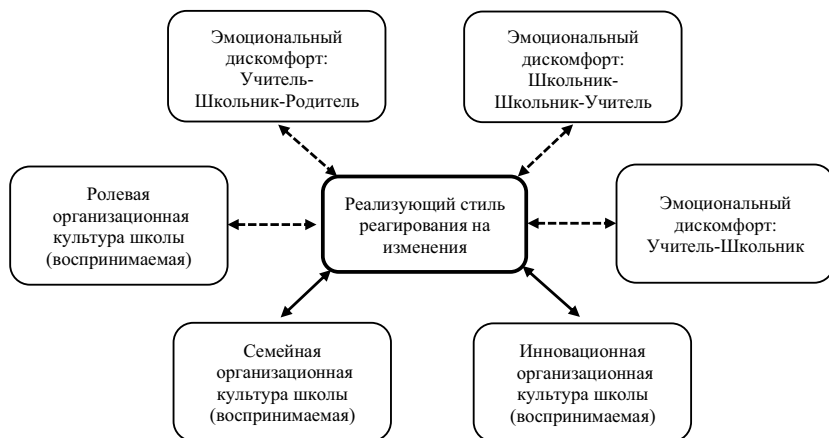 Эмоциональный
дискомфорт:
Учитель-
Школьник-Родитель
Эмоциональный
дискомфорт:
Школьник-
Школьник-Учитель
Ролевая
организационная
культура школы
(воспринимаемая)
Реализующий стиль
реагирования на
изменения
Эмоциональный
дискомфорт:
Учитель-Школьник
Семейная
организационная
культура школы
(воспринимаемая)
Инновационная
организационная
культура школы
(воспринимаемая)